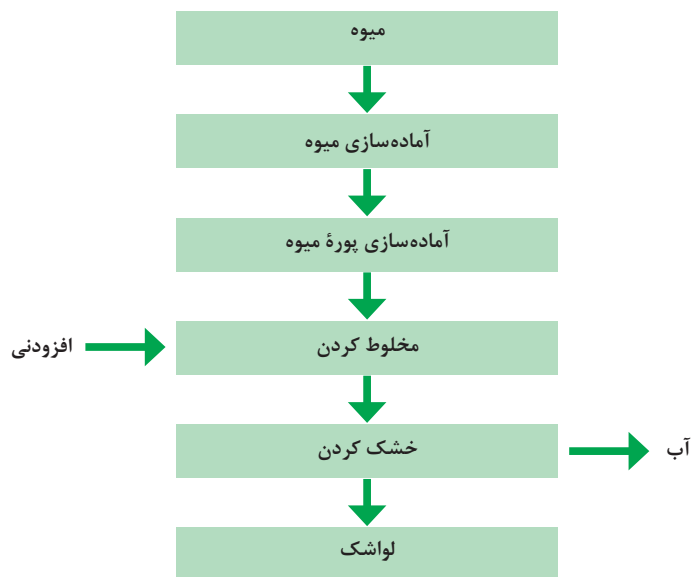 میوه
آماده‌سازی میوه
آماده‌سازی پورهٔ میوه
مخلوط کردن
افزودنی
خشک کردن
آب
لواشک